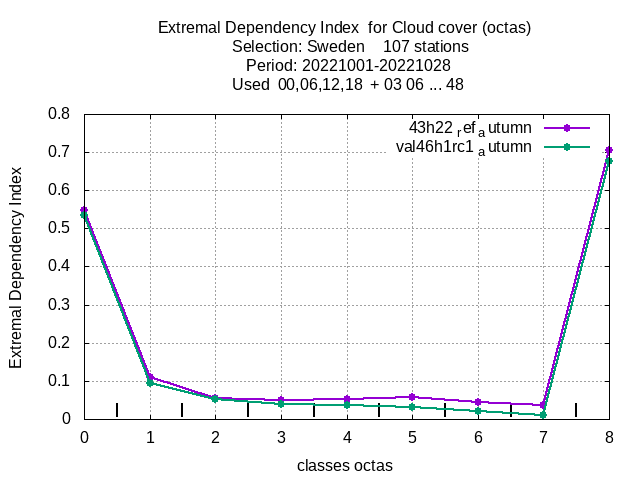 Extremal Dependency Index for Cloud cover (octas)
Selection: Sweden 107 stations
Period: 20221001-20221028
Used 00,06,12,18 + 03 06 ... 48
43h22 ref autumn
val46h1rc1 autumn
0.8
0.7
0.6
0.5
0.4
0.3
0.2
0.1
0
Extremal Dependency Index
0 1 2 3 4 5 6 7 8
classes octas